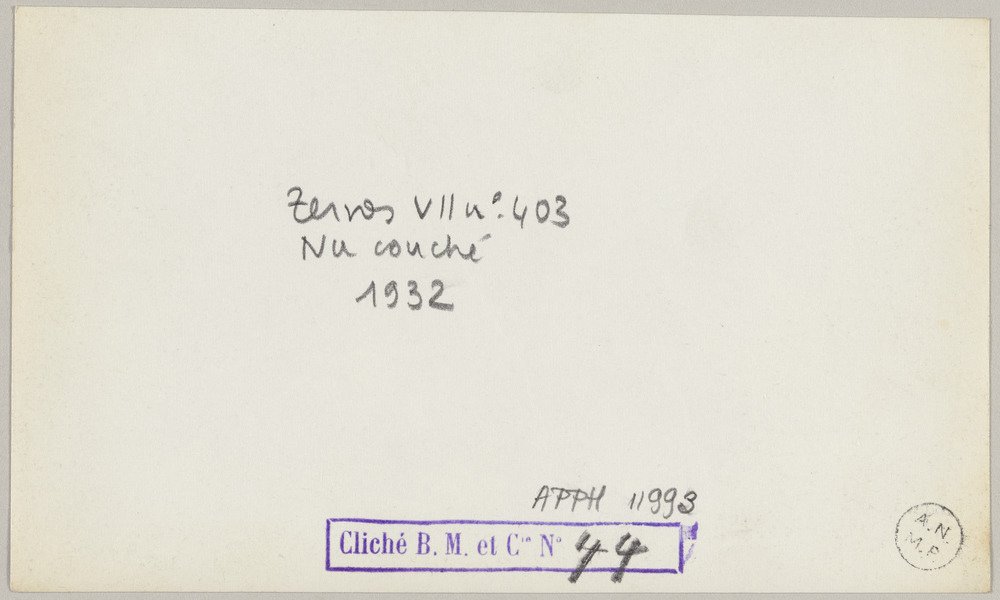 Zervos VII n°. 403
Nu couché
1932
APPH 11993
Cliché B. M. et Cie N° 44
A. N.
M. P.